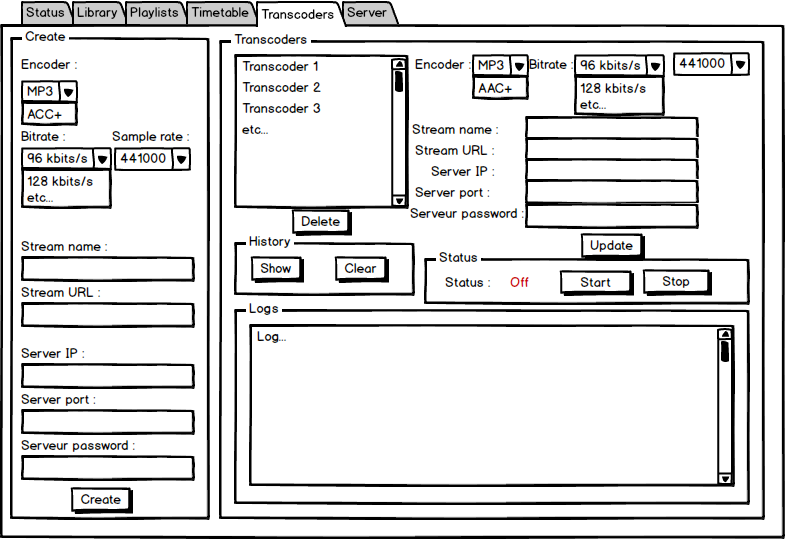 Status Library Playlists Timetable Transcoders Server
Create
Encoder :
MP3
ACC+
Bitrate : Sample rate :
96 kbits/s 441000
128 kbits/s
etc...
Stream name :
Stream URL :
Server IP :
Server port :
Serveur password :
Create
Transcoders
Transcoder 1
Transcoder 2
Transcoder 3
etc...
Delete
Encoder : MP3 Bitrate : 96 kbits/s 441000
AAC+ 128 kbits/s
etc...
Stream name :
Stream URL :
Server IP :
Server port :
Serveur password :
Update
History
Show Clear
Status
Status : Off Start Stop
Logs
Log...